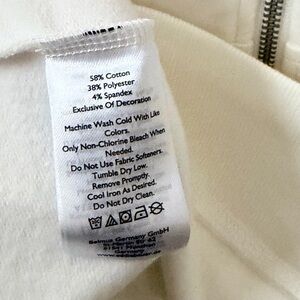 58% Cotton
38% Polyester
4% Spandex
Exclusive Of Decoration
Machine Wash Cold With Like
Colors.
Only Non-Chlorine Bleach When
Needed.
Do Not Use Fabric Softeners.
Tumble Dry Low.
Remove Promptly.
Cool Iron As Desired.
Do Not Dry Clean.
Germany GmbH